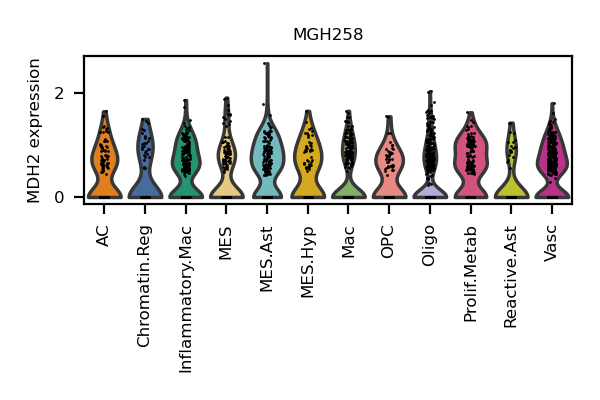 MGH258
MDH2 expression
2
0
AC
Chromatin.Reg
Inflammatory.Mac
MES
MES.Ast
MES.Hyp
Mac
OPC
Oligo
Prolif.Metab
Reactive.Ast
Vasc